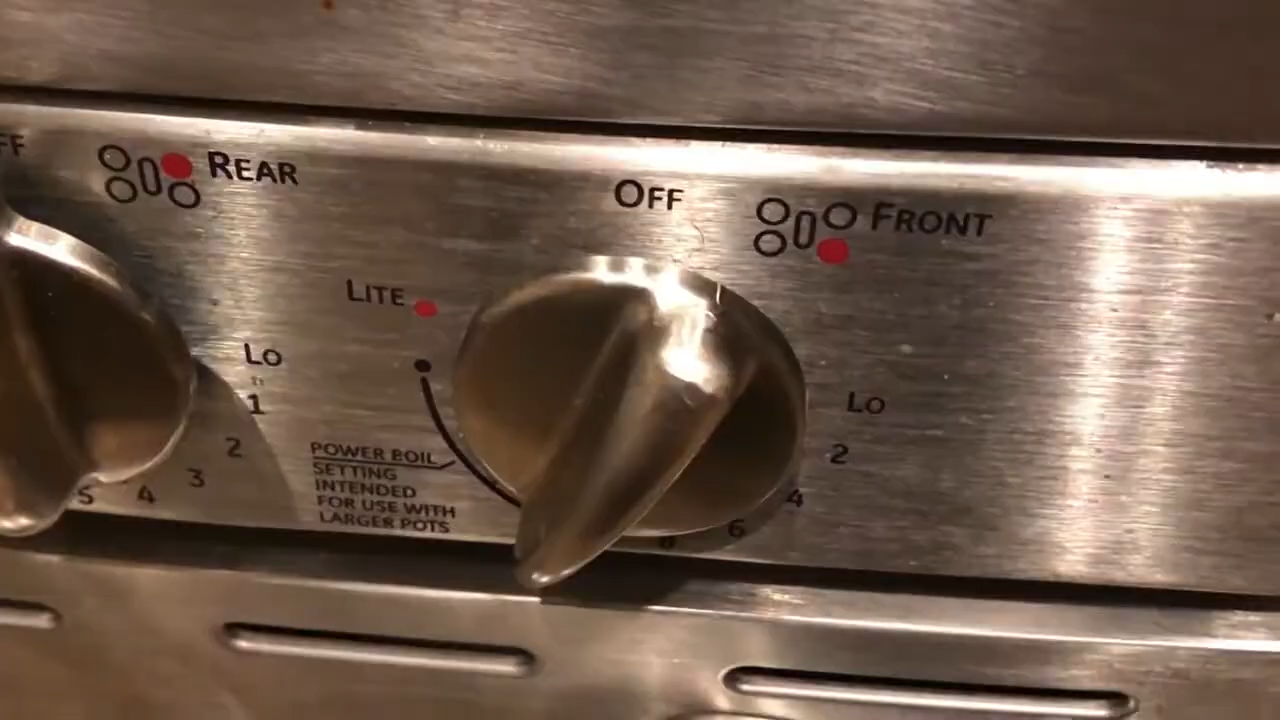 FF
REAR
OFF
FRONT
LITE
LO
1
2
3
4
5
LO
2
4
6
8
POWER BOIL
SETTING
INTENDED
FOR USE WITH
LARGER POTS